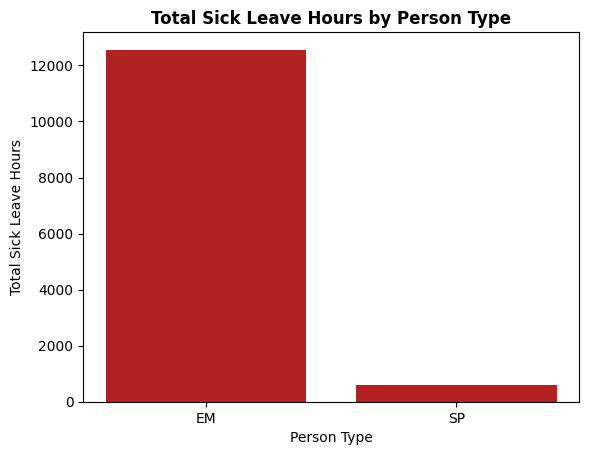 Total Sick Leave Hours by Person Type
Total Sick Leave Hours
12000
10000
8000
6000
4000
2000
0
EM
SP
Person Type